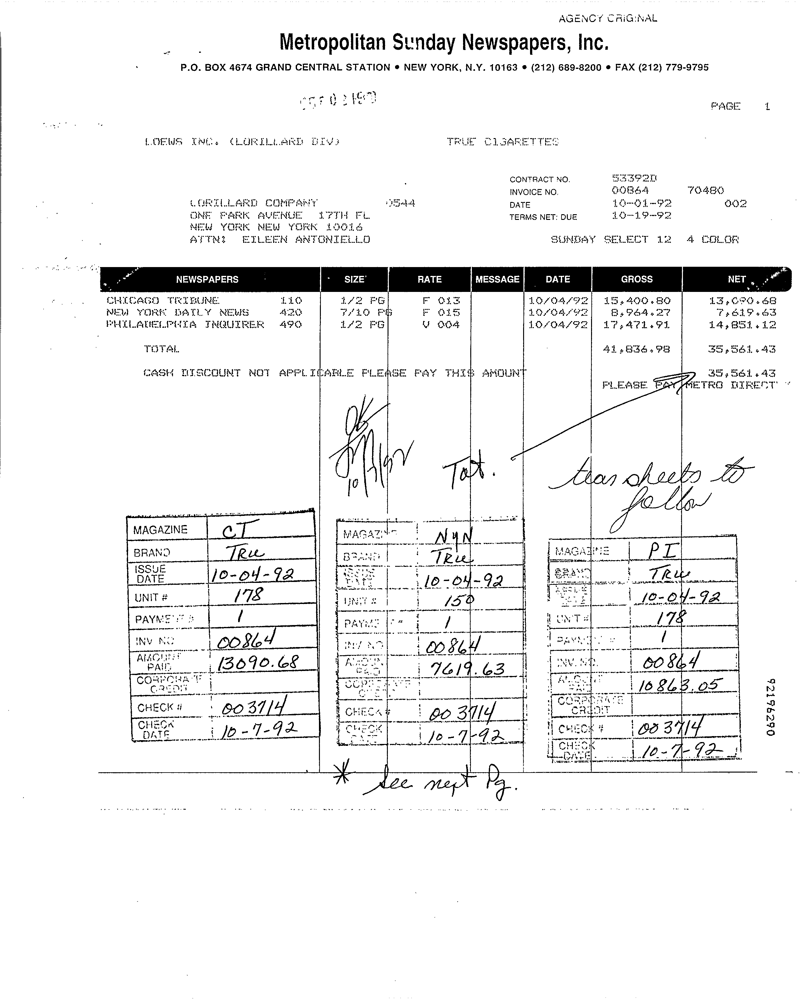 AGENCY ORIGINAL
Metropolitan Sunday Newspapers, Inc.
P.O. BOX 4674 GRAND CENTRAL STATION • NEW YORK, N.Y. 10163 • (212) 689-8200 • FAX (212) 779-9795
PAGE 1
LOEWS INC. (LORILLARD DIV) TRUE CIGARETTES
CONTRACT NO. 53392D
INVOICE NO. 00864 70480
LORILLARD COMPANY 0544 DATE 10-01-92 002
ONE PARK AVENUE 17TH FL TERMS NET: DUE 10-19-92
NEW YORK NEW YORK 10016
ATTN: EILEEN ANTONIELLO SUNDAY SELECT 12 4 COLOR
NEWSPAPERS SIZE RATE MESSAGE DATE GROSS NET
CHICAGO TRIBUNE 110 1/2 PG F 013 10/04/92 15,400.80 13,090.68
NEW YORK DAILY NEWS 420 7/10 PG F 015 10/04/92 8,964.27 7,619.63
PHILADELPHIA INQUIRER 490 1/2 PG V 004 10/04/92 17,471.91 14,851.12
TOTAL 41,836.98 35,561.43
CASH DISCOUNT NOT APPLICABLE PLEASE PAY THIS AMOUNT 35,561.43
PLEASE PAY METRO DIRECT
OK
10/7/92
Tot.
tear sheets to
follow
MAGAZINE CT
BRAND True
ISSUE DATE 10-04-92
UNIT # 178
PAYMENT # 1
INV NO 00864
AMOUNT PAID 13090.68
CORPORATE CREDIT
CHECK # 003714
CHECK DATE 10-7-92
MAGAZINE NYN
BRAND True
ISSUE DATE 10-04-92
UNIT # 150
PAYMENT # 1
INV NO 00864
AMOUNT PAID 7619.63
CORPORATE CREDIT
CHECK # 003714
CHECK DATE 10-7-92
MAGAZINE PI
BRAND True
ISSUE DATE 10-04-92
UNIT # 178
PAYMENT # 1
INV. NO. 00864
AMOUNT PAID 10863.05
CORPORATE CREDIT
CHECK # 003714
CHECK DATE 10-7-92
* See next Pg.
92196290